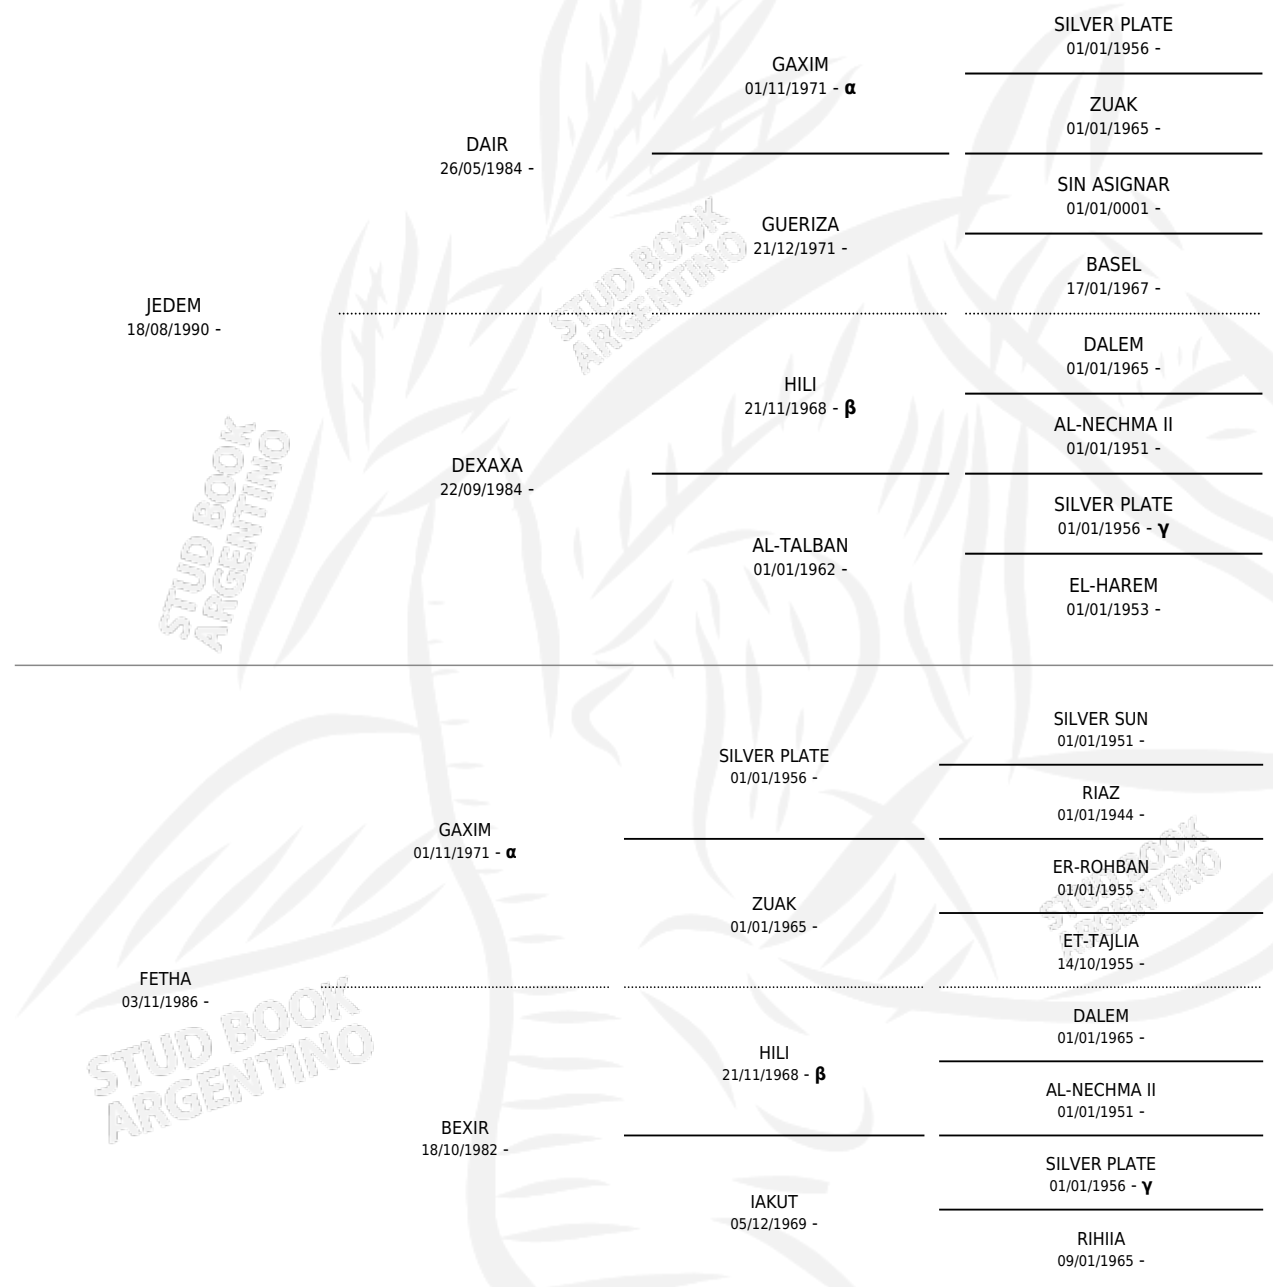 SILVER PLATE
01/01/1956 -
GAXIM
01/11/1971 - α
ZUAK
01/01/1965 -
DAIR
26/05/1984 -
SIN ASIGNAR
01/01/0001 -
GUERIZA
21/12/1971 -
BASEL
17/01/1967 -
JEDEM
18/08/1990 -
DALEM
01/01/1965 -
HILI
21/11/1968 - β
AL-NECHMA II
01/01/1951 -
DEXAXA
22/09/1984 -
SILVER PLATE
01/01/1956 - γ
AL-TALBAN
01/01/1962 -
EL-HAREM
01/01/1953 -
STUD BOOK
ARGENTINO
STUD BOOK
ARGENTINO
SILVER SUN
01/01/1951 -
SILVER PLATE
01/01/1956 -
RIAZ
01/01/1944 -
GAXIM
01/11/1971 - α
ER-ROHBAN
01/01/1955 -
ZUAK
01/01/1965 -
ET-TAJLIA
14/10/1955 -
FETHA
03/11/1986 -
DALEM
01/01/1965 -
HILI
21/11/1968 - β
AL-NECHMA II
01/01/1951 -
BEXIR
18/10/1982 -
SILVER PLATE
01/01/1956 - γ
IAKUT
05/12/1969 -
RIHIIA
09/01/1965 -
STUD BOOK
ARGENTINO
STUD BOOK
ARGENTINO